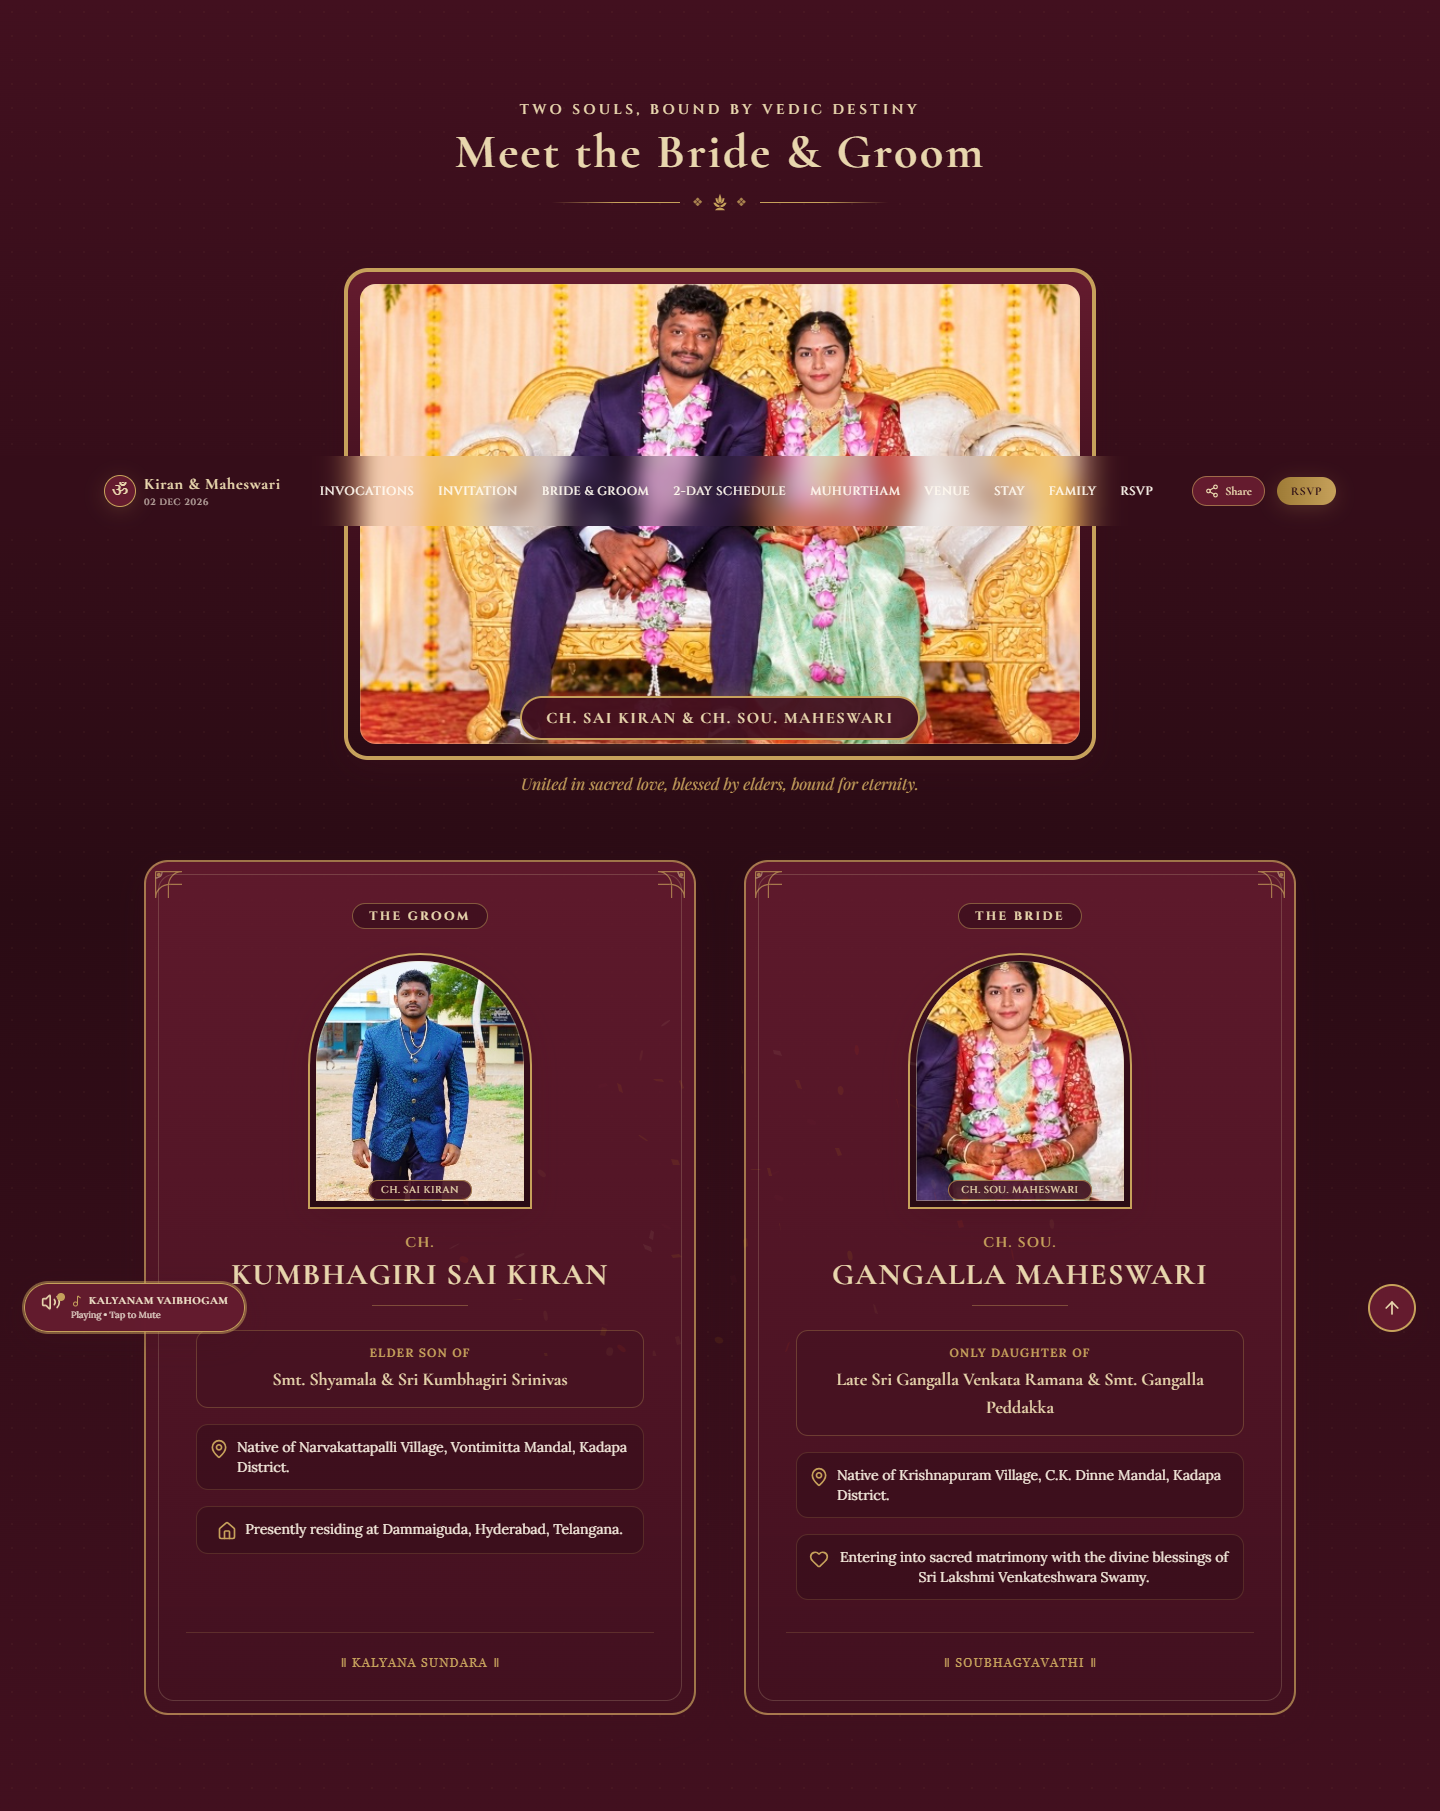 TWO SOULS, BOUND BY VEDIC DESTINY
Meet the Bride & Groom
ॐ
Kiran & Maheswari
02 DEC 2026
INVOCATIONS
INVITATION
BRIDE & GROOM
2-DAY SCHEDULE
MUHURTHAM
VENUE
STAY
FAMILY
RSVP
Share
RSVP
CH. SAI KIRAN & CH. SOU. MAHESWARI
United in sacred love, blessed by elders, bound for eternity.
THE GROOM
CH. SAI KIRAN
CH.
KUMBHAGIRI SAI KIRAN
KALYANAM VAIBHOGAM
Playing • Tap to Mute
ELDER SON OF
Smt. Shyamala & Sri Kumbhagiri Srinivas
Native of Narvakattapalli Village, Vontimitta Mandal, Kadapa
District.
Presently residing at Dammaiguda, Hyderabad, Telangana.
॥ KALYANA SUNDARA ॥
THE BRIDE
CH. SOU. MAHESWARI
CH. SOU.
GANGALLA MAHESWARI
ONLY DAUGHTER OF
Late Sri Gangalla Venkata Ramana & Smt. Gangalla
Peddakka
Native of Krishnapuram Village, C.K. Dinne Mandal, Kadapa
District.
Entering into sacred matrimony with the divine blessings of
Sri Lakshmi Venkateshwara Swamy.
॥ SOUBHAGYAVATHI ॥